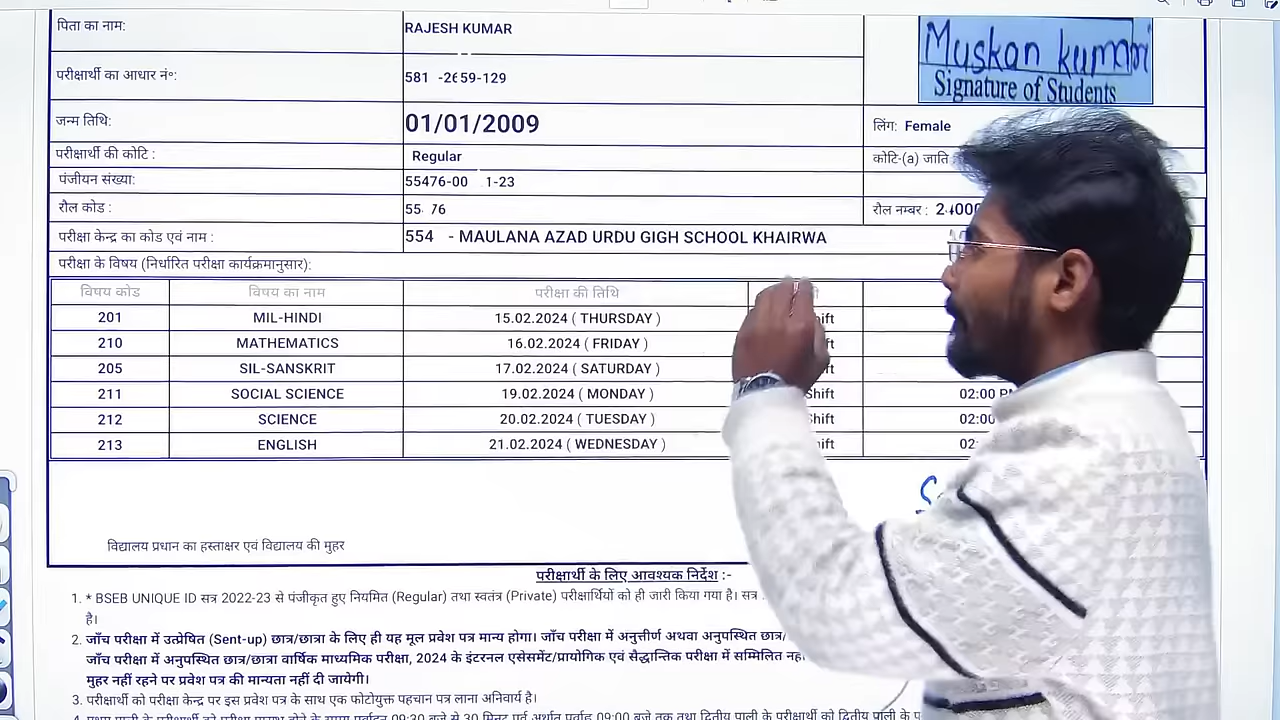 पिता का नाम: RAJESH KUMAR
Muskan kumari
Signature of Students
परीक्षार्थी का आधार नं॰: 581 -2659-129
जन्म तिथि: 01/01/2009 लिंग: Female
परीक्षार्थी की कोटि : Regular कोटि-(a) जाति
पंजीयन संख्या: 55476-00 1-23
रौल कोड : 55 76 रौल नम्बर :
परीक्षा केन्द्र का कोड एवं नाम : 554 - MAULANA AZAD URDU GIGH SCHOOL KHAIRWA
परीक्षा के विषय (निर्धारित परीक्षा कार्यक्रमानुसार):
विषय कोड विषय का नाम परीक्षा की तिथि
201 MIL-HINDI 15.02.2024 ( THURSDAY )
210 MATHEMATICS 16.02.2024 ( FRIDAY )
205 SIL-SANSKRIT 17.02.2024 ( SATURDAY )
211 SOCIAL SCIENCE 19.02.2024 ( MONDAY ) 02:00
212 SCIENCE 20.02.2024 ( TUESDAY ) 02:00
213 ENGLISH 21.02.2024 ( WEDNESDAY )
विद्यालय प्रधान का हस्ताक्षर एवं विद्यालय की मुहर
परीक्षार्थी के लिए आवश्यक निर्देश :-
1. * BSEB UNIQUE ID सत्र 2022-23 से पंजीकृत हुए नियमित (Regular) तथा स्वतंत्र (Private) परीक्षार्थियों को ही जारी किया गया है। सत्र
है।
2. जाँच परीक्षा में उत्प्रेषित (Sent-up) छात्र/छात्रा के लिए ही यह मूल प्रवेश पत्र मान्य होगा। जाँच परीक्षा में अनुत्तीर्ण अथवा अनुपस्थित छात्र/
जाँच परीक्षा में अनुपस्थित छात्र/छात्रा वार्षिक माध्यमिक परीक्षा, 2024 के इंटरनल एसेसमेंट/प्रायोगिक एवं सैद्धान्तिक परीक्षा में सम्मिलित
मुहर नहीं रहने पर प्रवेश पत्र की मान्यता नहीं दी जायेगी।
3. परीक्षार्थी को परीक्षा केन्द्र पर इस प्रवेश पत्र के साथ एक फोटोयुक्त पहचान पत्र लाना अनिवार्य है।